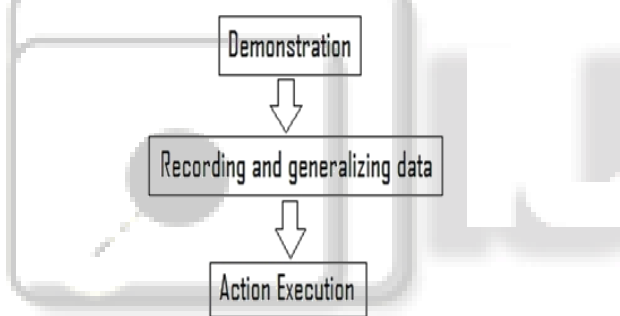 Demonstration
Recording and generalizing data
Action Execution